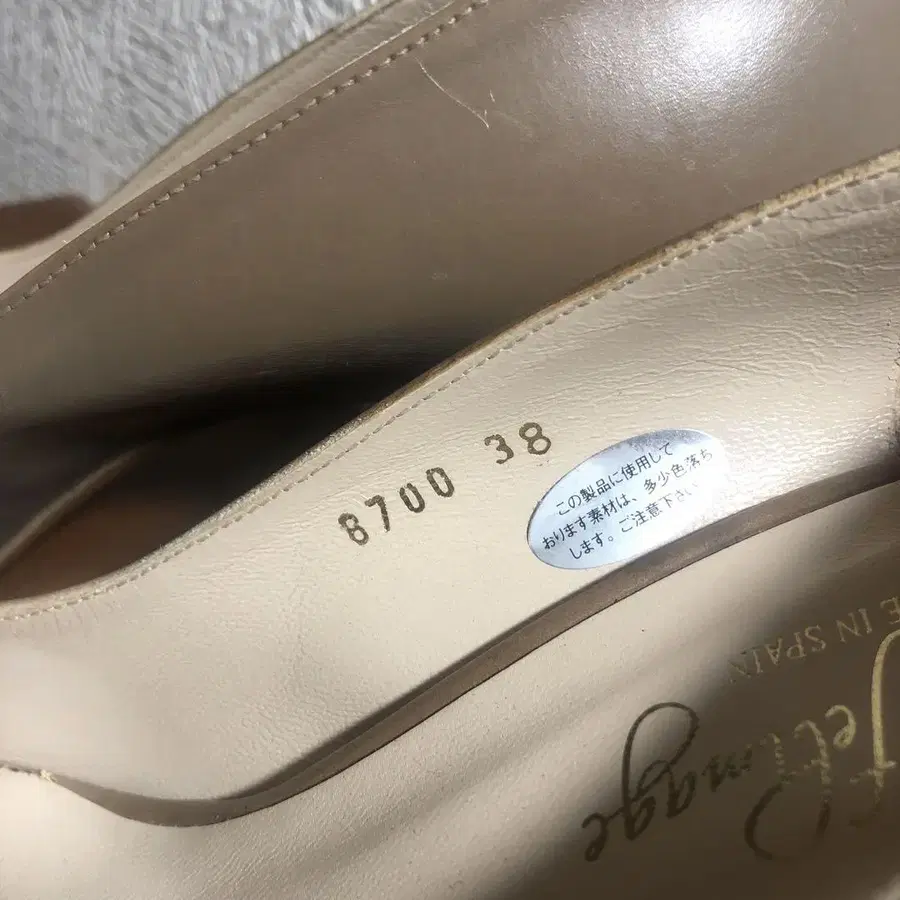 8700 38
この製品に使用して
おります素材は、多少色落ち
します。ご注意下さい
IN SPAIN